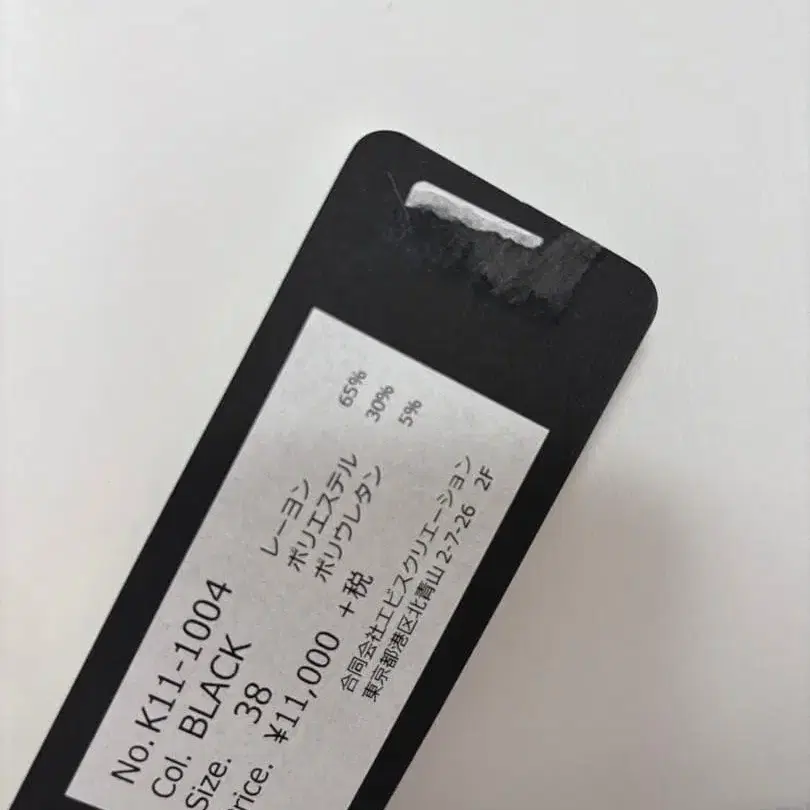 No. K11-1004
Col. BLACK
Size. 38
rice. ¥11,000 +税
レーヨン 65%
ポリエステル 30%
ポリウレタン 5%
合同会社エビスクリエーション
東京都港区北青山 2-7-26 2F